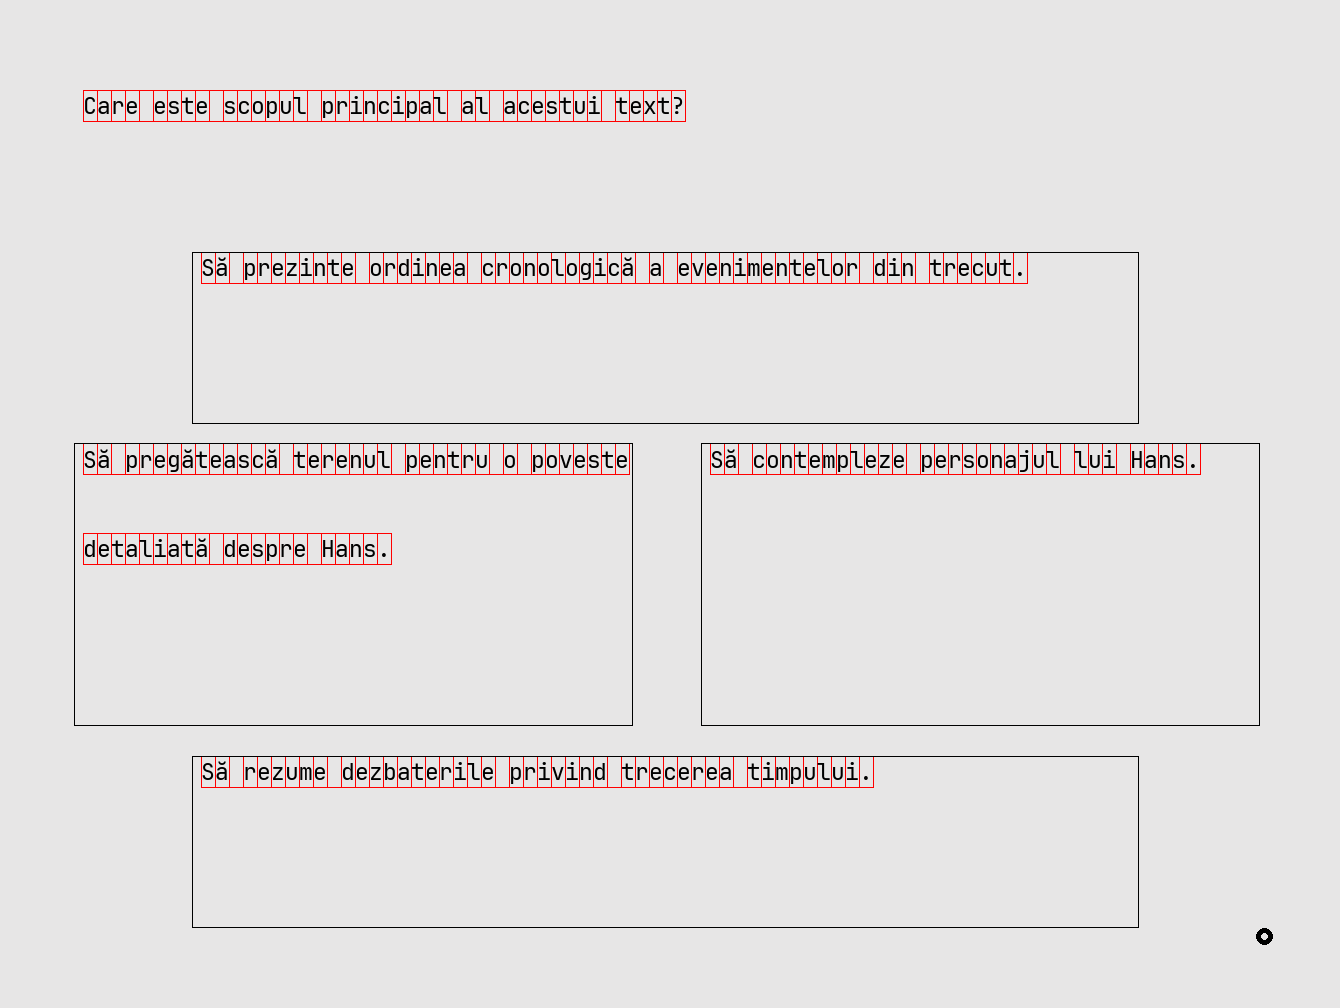 Care este scopul principal al acestui text?
Să prezinte ordinea cronologică a evenimentelor din trecut.
Să pregătească terenul pentru o poveste
detaliată despre Hans.
Să contempleze personajul lui Hans.
Să rezume dezbaterile privind trecerea timpului.